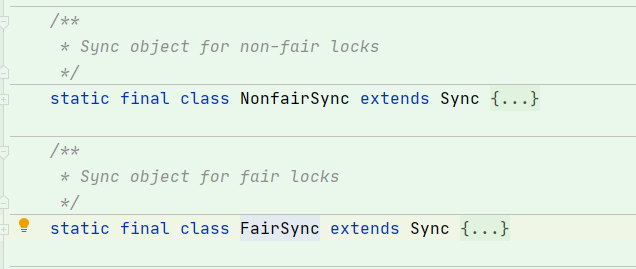 /**
 * Sync object for non-fair locks
 */
static final class NonfairSync extends Sync {...}
/**
 * Sync object for fair locks
 */
static final class FairSync extends Sync {...}